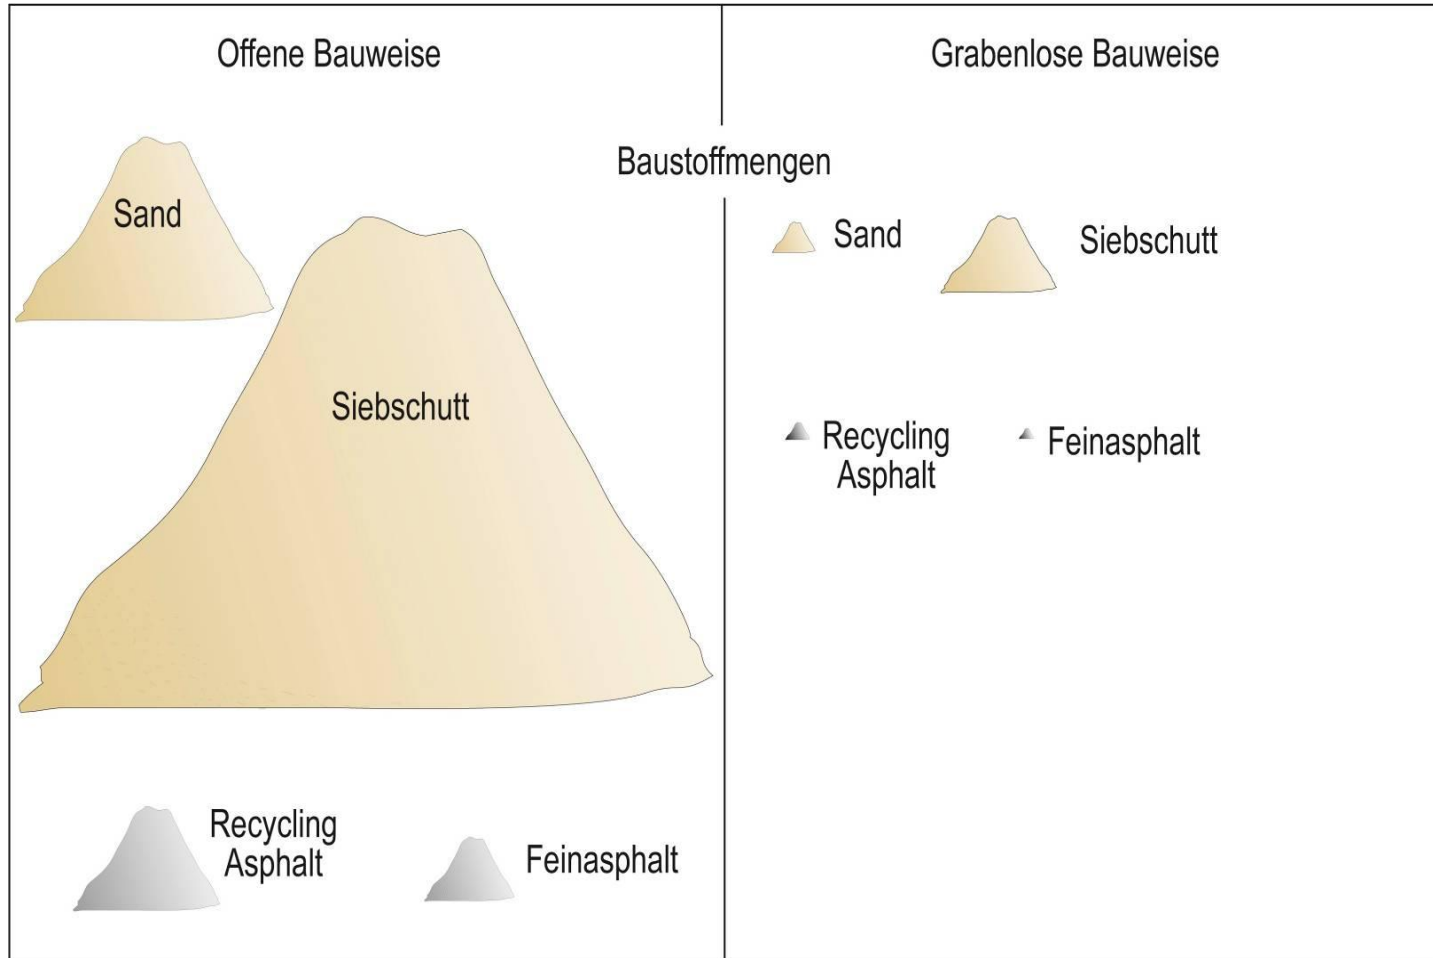 Offene Bauweise
Grabenlose Bauweise
Baustoffmengen
Sand
Siebschutt
Recycling
Asphalt
Feinasphalt
Sand
Siebschutt
Recycling
Asphalt
Feinasphalt